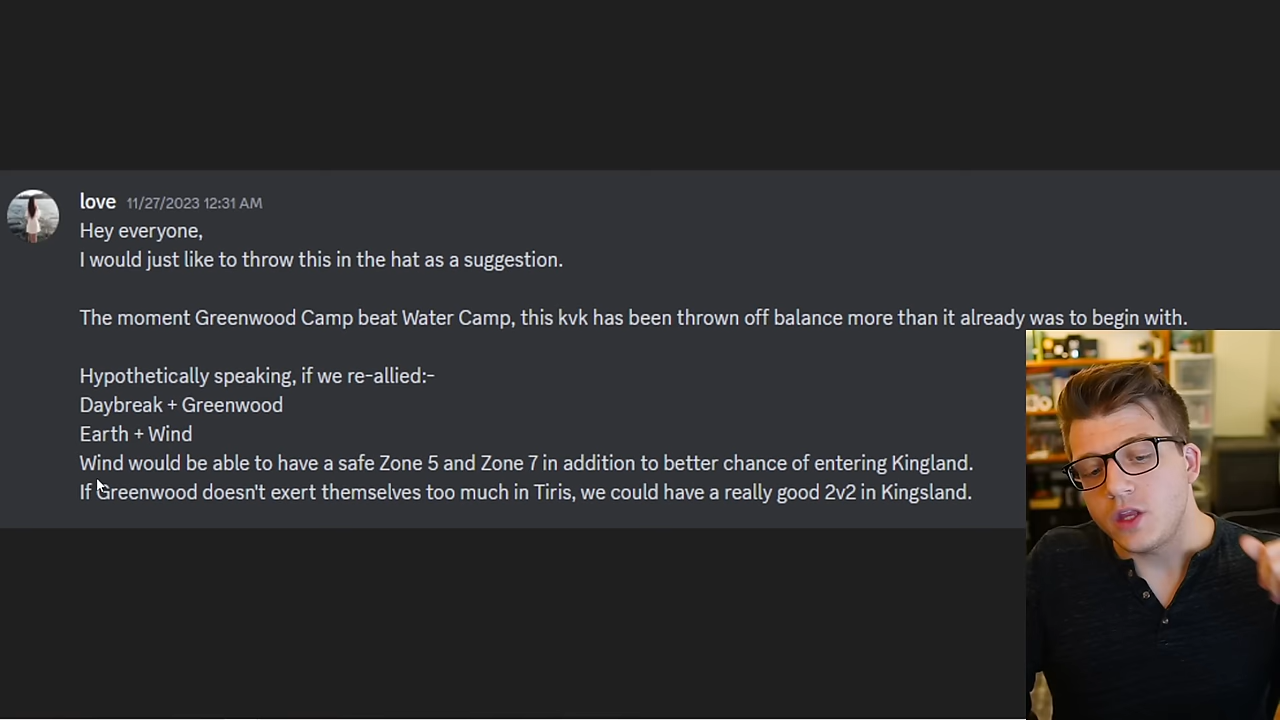 love 11/27/2023 12:31 AM
Hey everyone,
I would just like to throw this in the hat as a suggestion.
The moment Greenwood Camp beat Water Camp, this kvk has been thrown off balance more than it already was to begin with.
Hypothetically speaking, if we re-allied:-
Daybreak + Greenwood
Earth + Wind
Wind would be able to have a safe Zone 5 and Zone 7 in addition to better chance of entering Kingland.
If Greenwood doesn't exert themselves too much in Tiris, we could have a really good 2v2 in Kingsland.